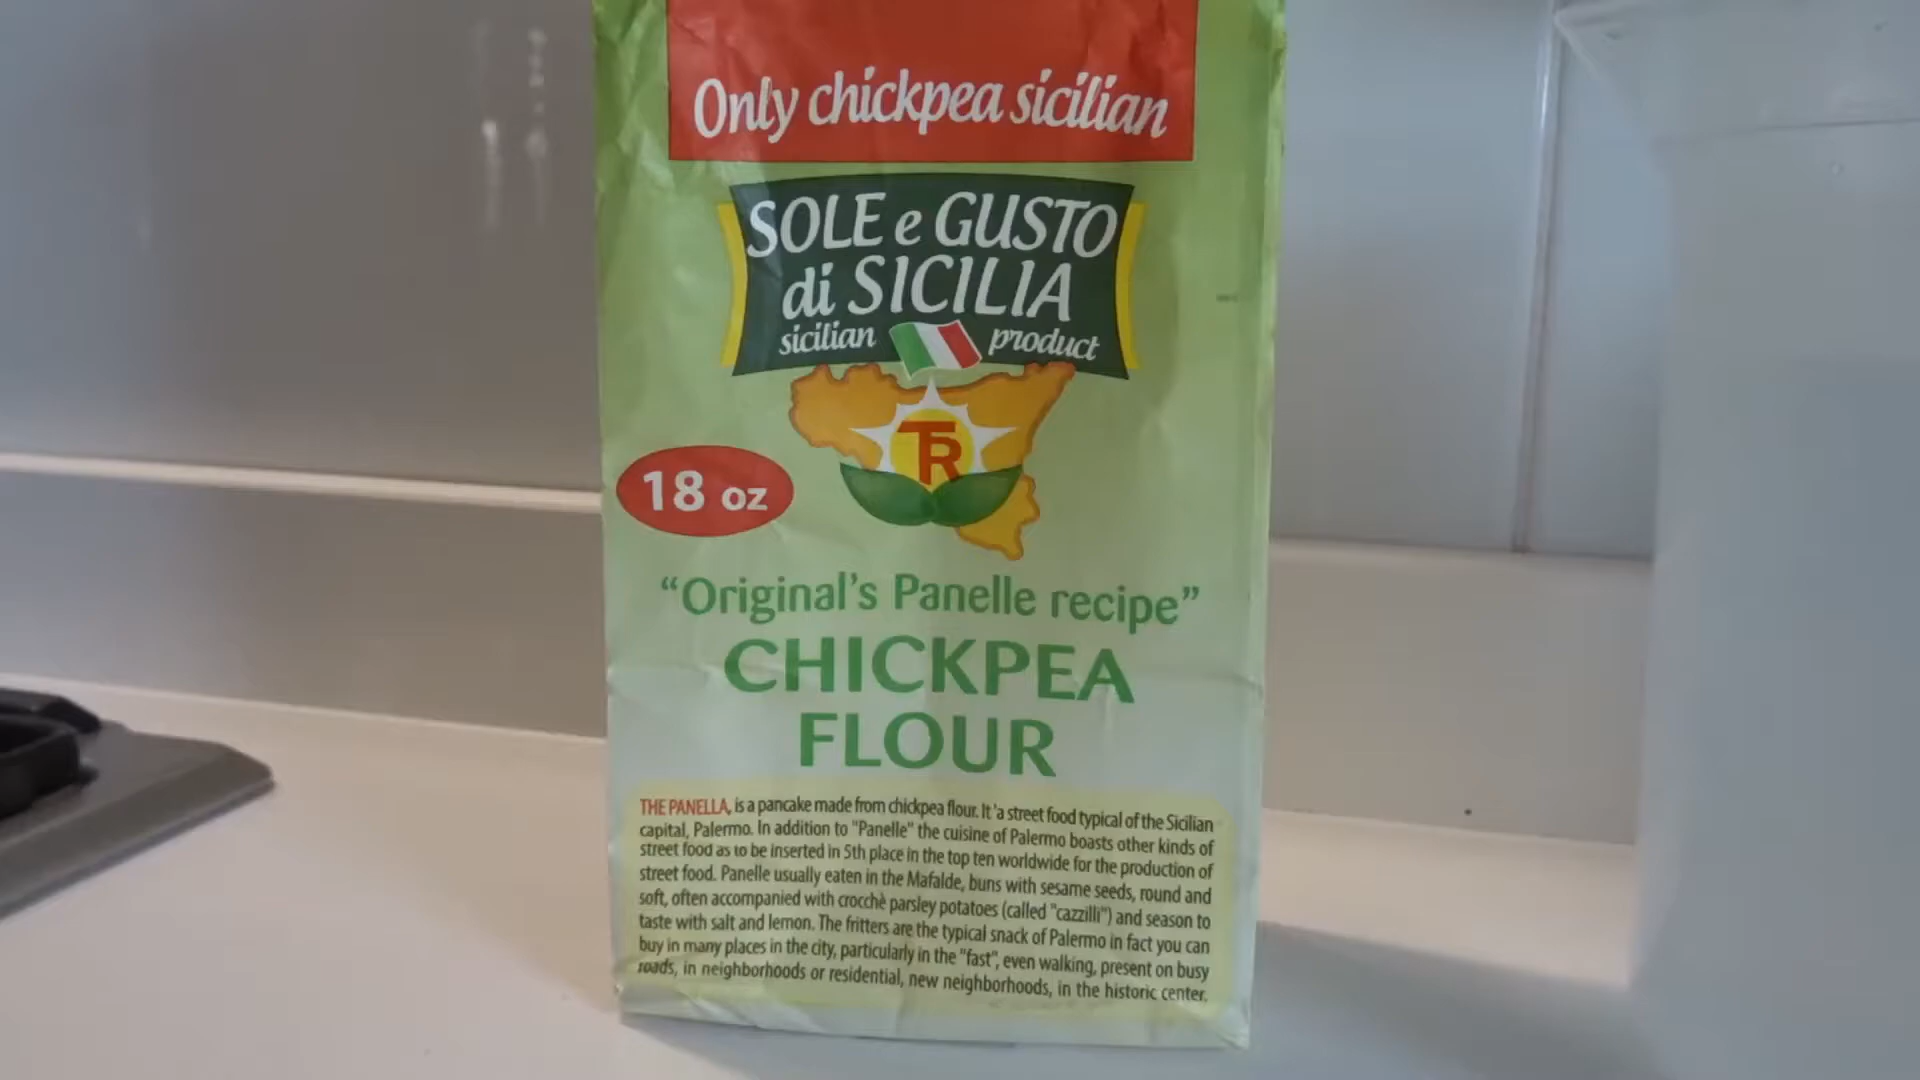 Only chickpea sicilian
SOLE e GUSTO
di SICILIA
sicilian product
TR
18 oz
“Original’s Panelle recipe”
CHICKPEA
FLOUR
THE PANELLA, is a pancake made from chickpea flour. It 'a street food typical of the Sicilian
capital, Palermo. In addition to "Panelle" the cuisine of Palermo boasts other kinds of
street food as to be inserted in 5th place in the top ten worldwide for the production of
street food. Panelle usually eaten in the Mafalde, buns with sesame seeds, round and
soft, often accompanied with crocchè parsley potatoes (called "cazzilli") and season to
taste with salt and lemon. The fritters are the typical snack of Palermo in fact you can
buy in many places in the city, particularly in the "fast", even walking, present on busy
roads, in neighborhoods or residential, new neighborhoods, in the historic center.